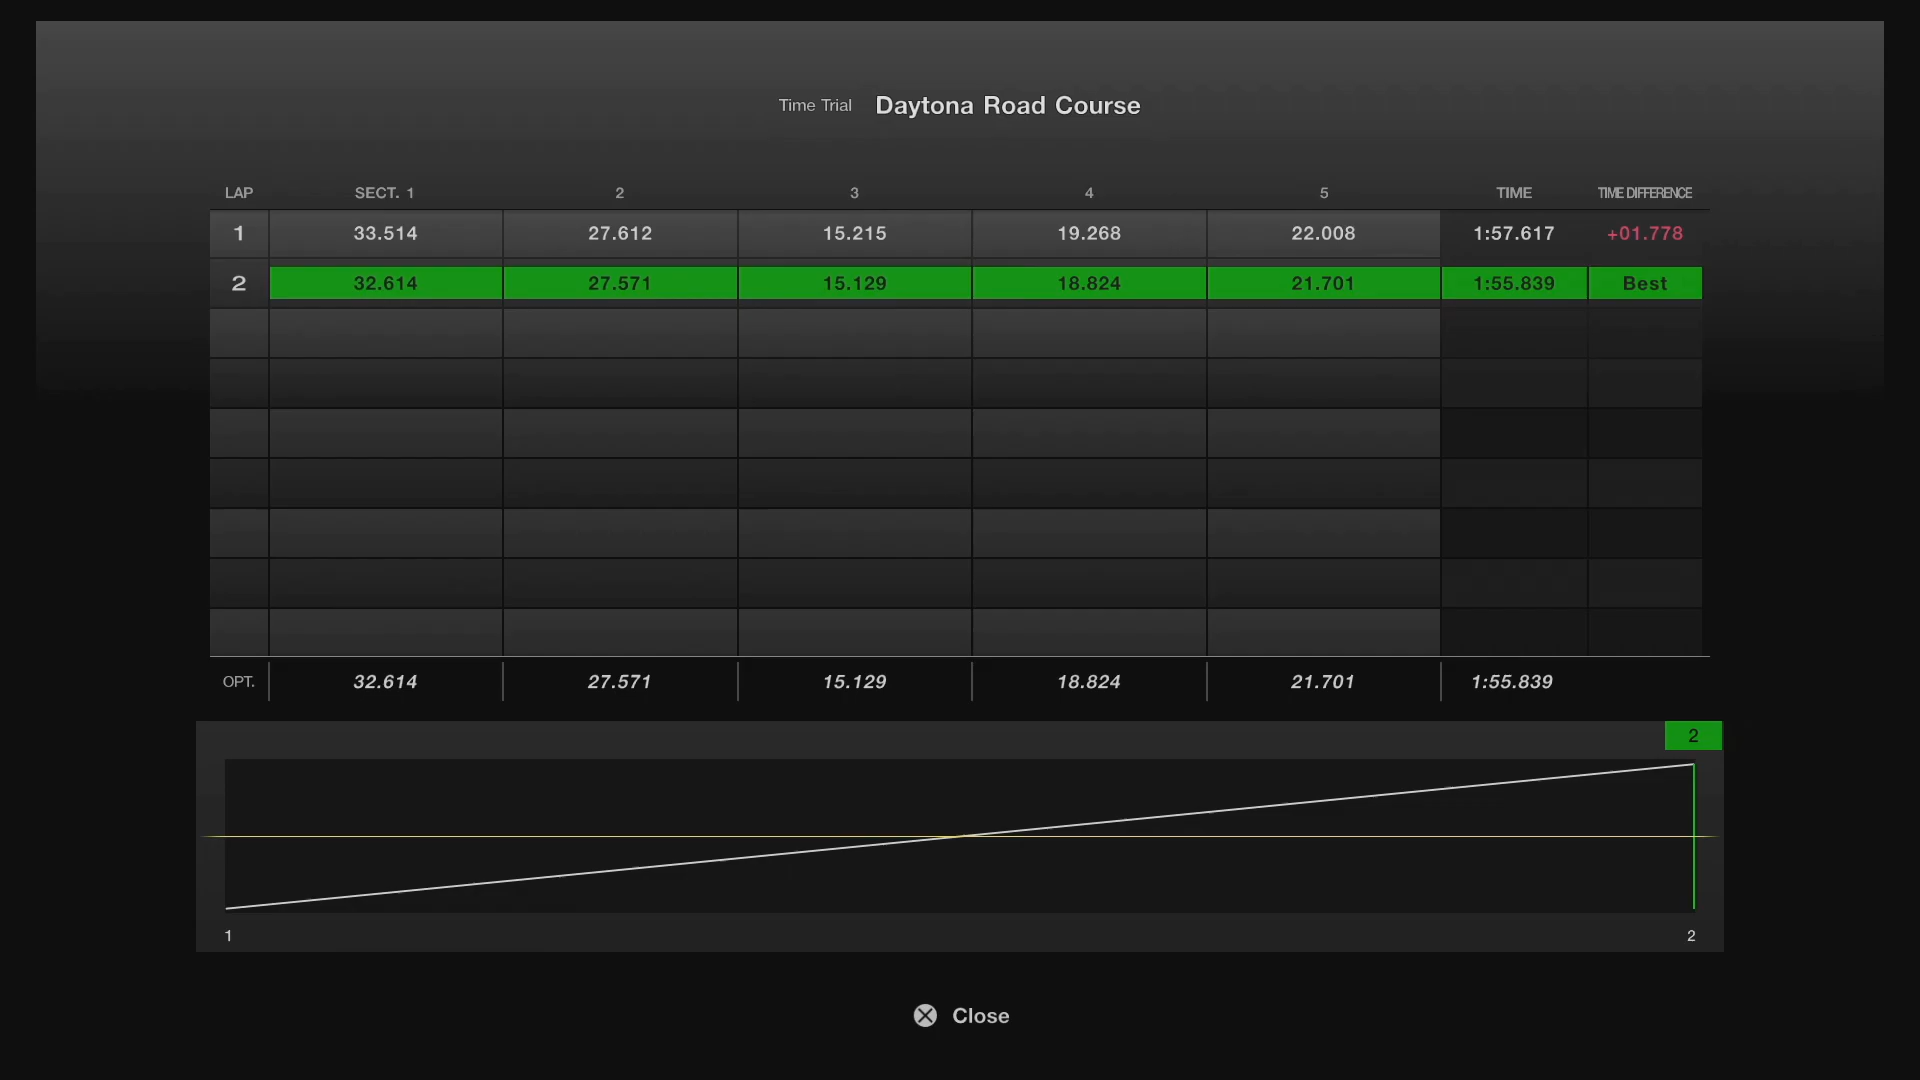 Time Trial Daytona Road Course
LAP SECT. 1 2 3 4 5 TIME TIME DIFFERENCE
1 33.514 27.612 15.215 19.268 22.008 1:57.617 +01.778
2 32.614 27.571 15.129 18.824 21.701 1:55.839 Best
OPT. 32.614 27.571 15.129 18.824 21.701 1:55.839
2
1 2
Close